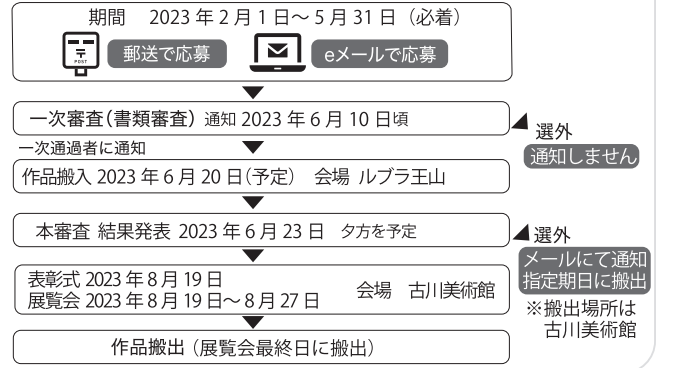 期間 2023年2月1日～5月31日（必着）
〒
POST
郵送で応募
eメールで応募
一次審査（書類審査） 通知 2023年6月10日頃
選外
通知しません
一次通過者に通知
作品搬入 2023年6月20日（予定） 会場 ルブラ王山
本審査 結果発表 2023年6月23日 夕方を予定
選外
メールにて通知
指定期日に搬出
※搬出場所は
古川美術館
表彰式 2023年8月19日
展覧会 2023年8月19日～8月27日
会場 古川美術館
作品搬出（展覧会最終日に搬出）